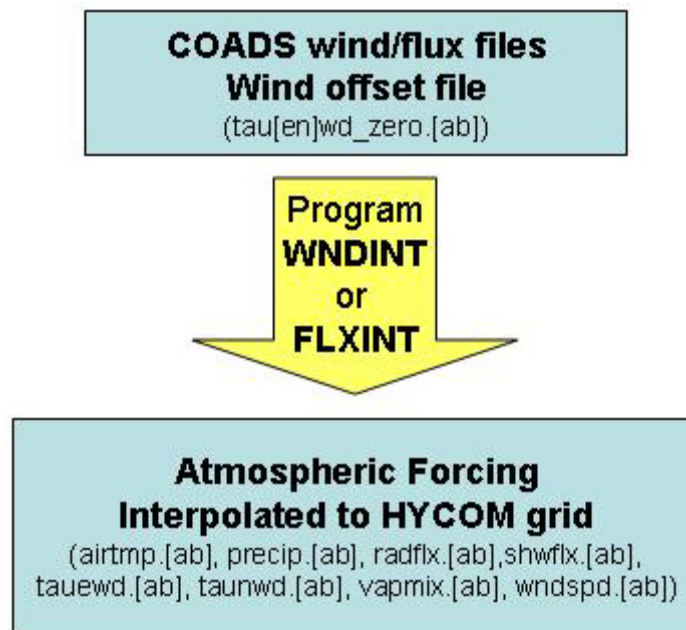 COADS wind/flux files
Wind offset file
(tau[en]wd_zero.[ab])
Program
WNDINT
or
FLXINT
Atmospheric Forcing
Interpolated to HYCOM grid
(airtmp.[ab], precip.[ab], radflx.[ab],shwflx.[ab],
tauewd.[ab], taunwd.[ab], vapmix.[ab], wndspd.[ab])